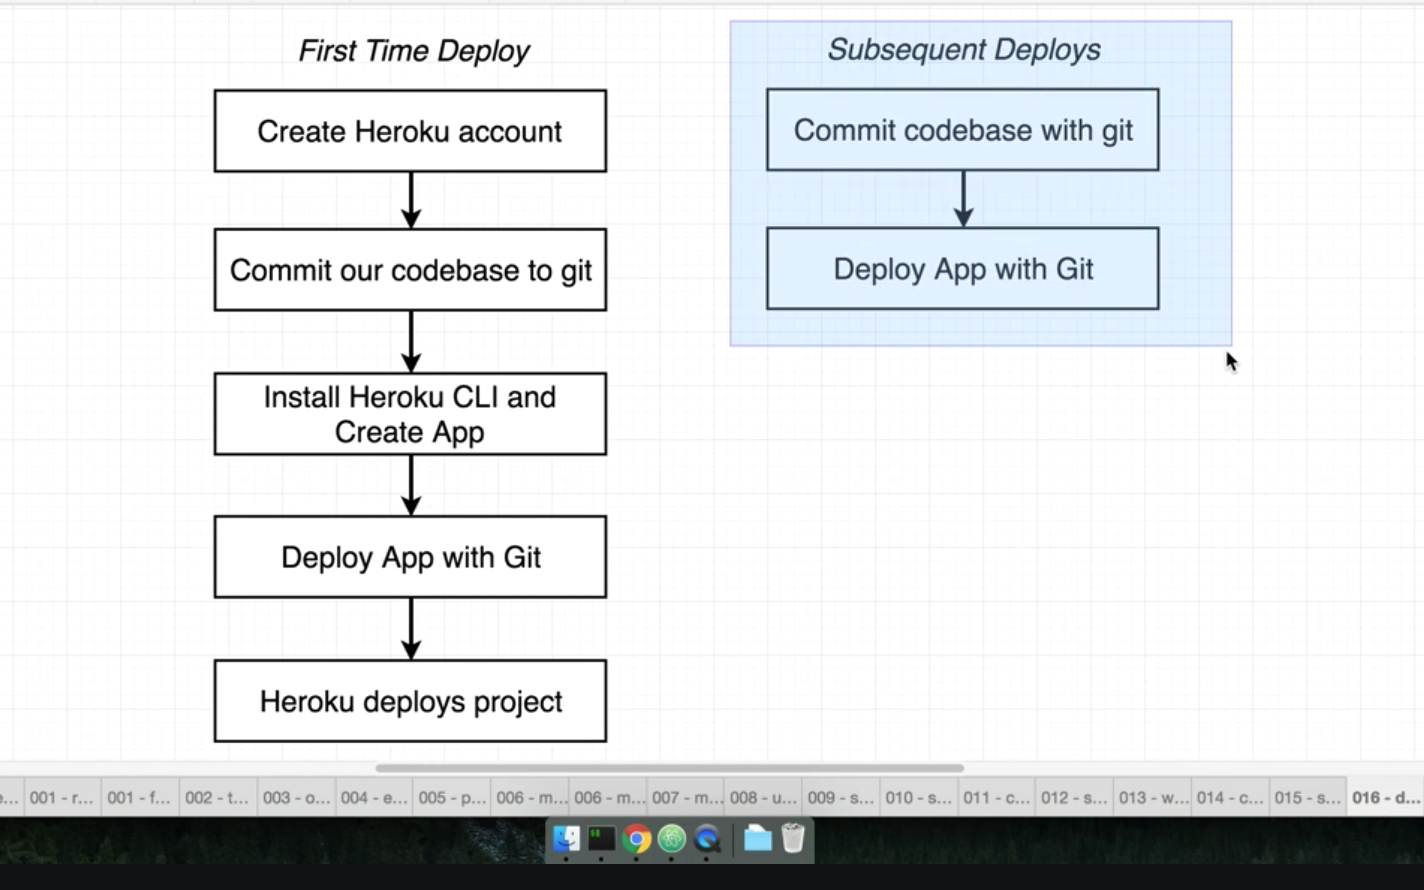 First Time Deploy
Create Heroku account
Commit our codebase to git
Install Heroku CLI and
Create App
Deploy App with Git
Heroku deploys project
Subsequent Deploys
Commit codebase with git
Deploy App with Git
e... 001 - r... 001 - f... 002 - t... 003 - o... 004 - e... 005 - p... 006 - m... 006 - m... 007 - m... 008 - u... 009 - s... 010 - s... 011 - c... 012 - s... 013 - w... 014 - c... 015 - s... 016 - d...